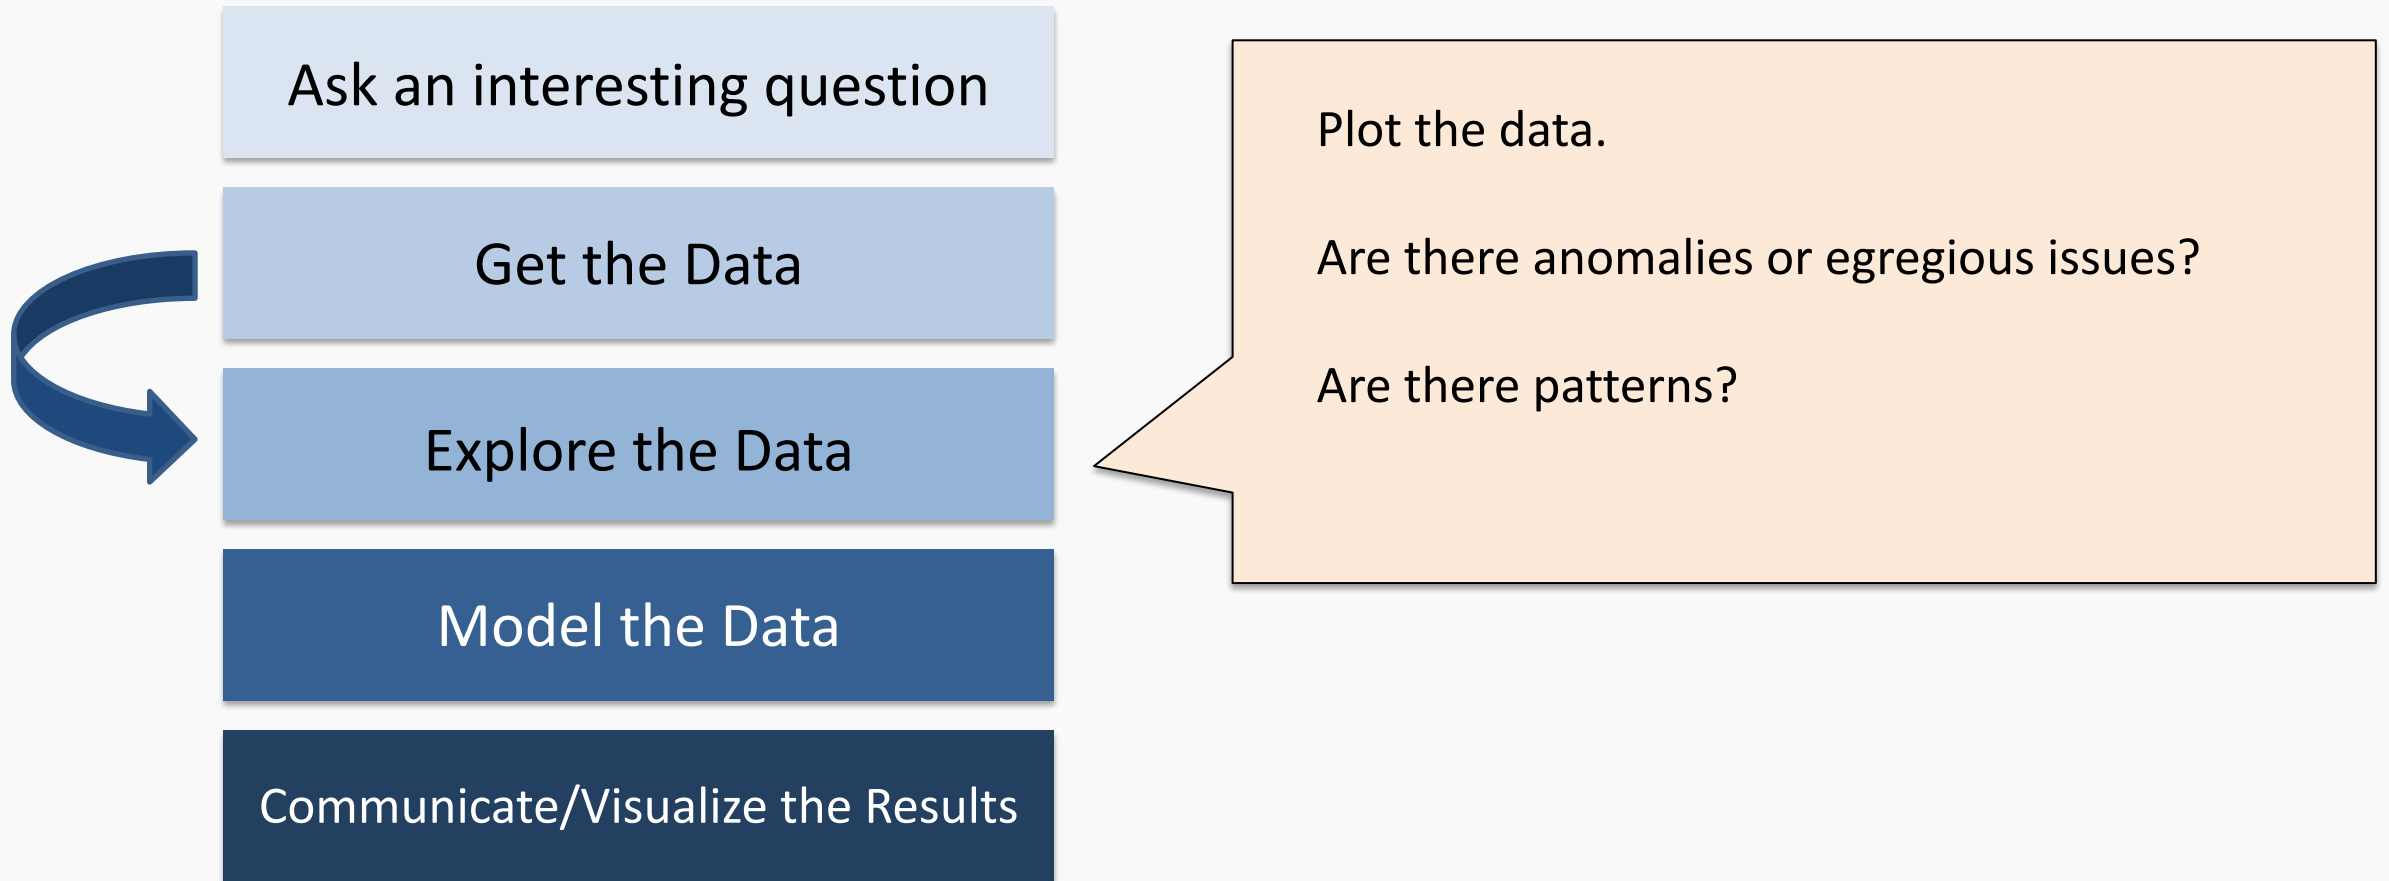 Ask an interesting question
Get the Data
Explore the Data
Model the Data
Communicate/Visualize the Results
Plot the data.
Are there anomalies or egregious issues?
Are there patterns?